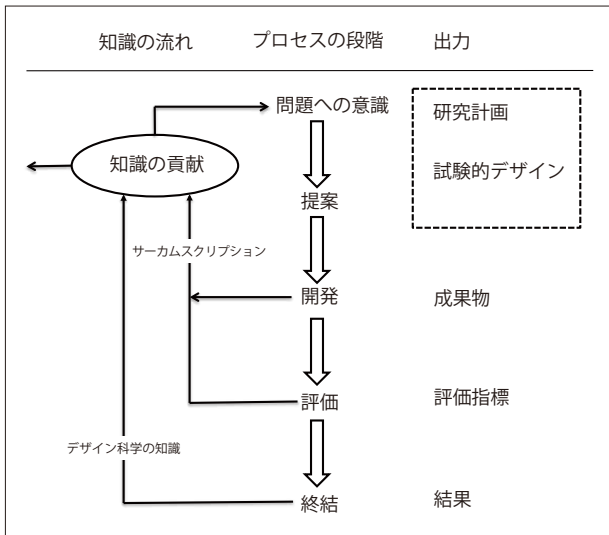 知識の流れ プロセスの段階 出力
問題への意識 研究計画
知識の貢献 試験的デザイン
提案
サーカムスクリプション
開発 成果物
評価 評価指標
デザイン科学の知識
終結 結果